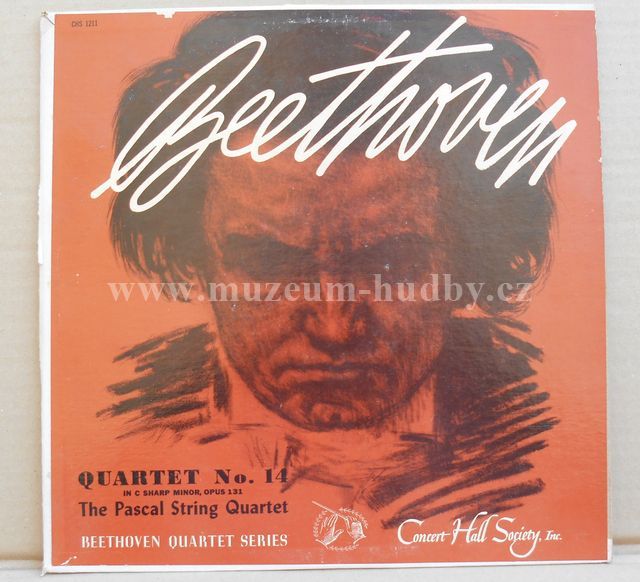 CHS 1211
Beethoven
www.muzeum-hudby.cz
QUARTET No. 14
IN C SHARP MINOR, OPUS 131
The Pascal String Quartet
BEETHOVEN QUARTET SERIES
Concert Hall Society, Inc.